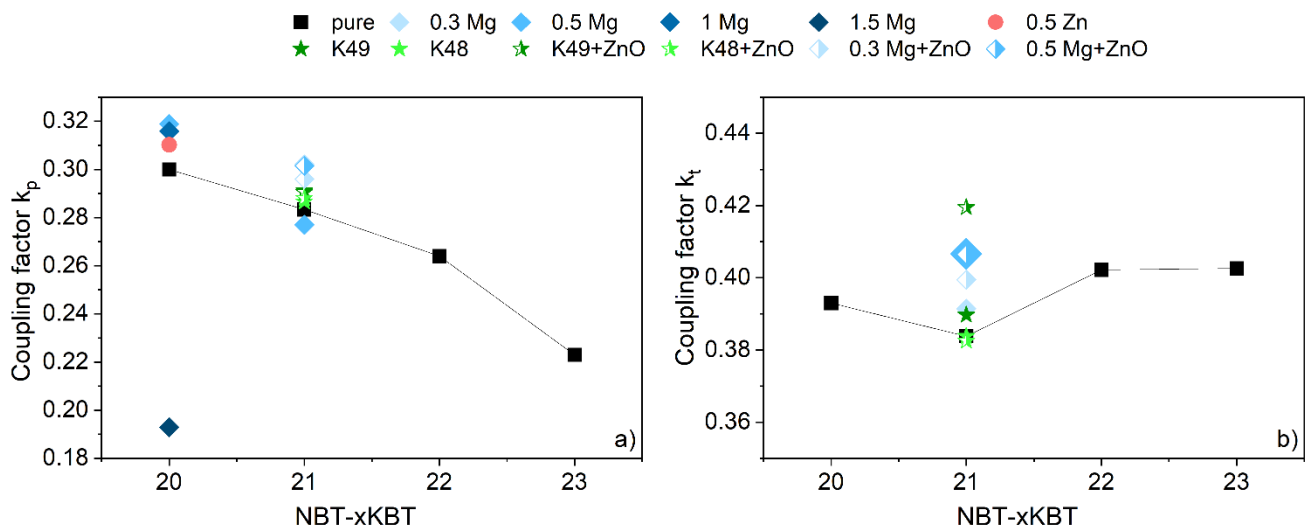 pure 0.3 Mg 0.5 Mg 1 Mg 1.5 Mg 0.5 Zn
K49 K48 K49+ZnO K48+ZnO 0.3 Mg+ZnO 0.5 Mg+ZnO
Coupling factor kp
0.32
0.30
0.28
0.26
0.24
0.22
0.20
0.18
a)
20 21 22 23
NBT-xKBT
Coupling factor kt
0.44
0.42
0.40
0.38
0.36
b)
20 21 22 23
NBT-xKBT